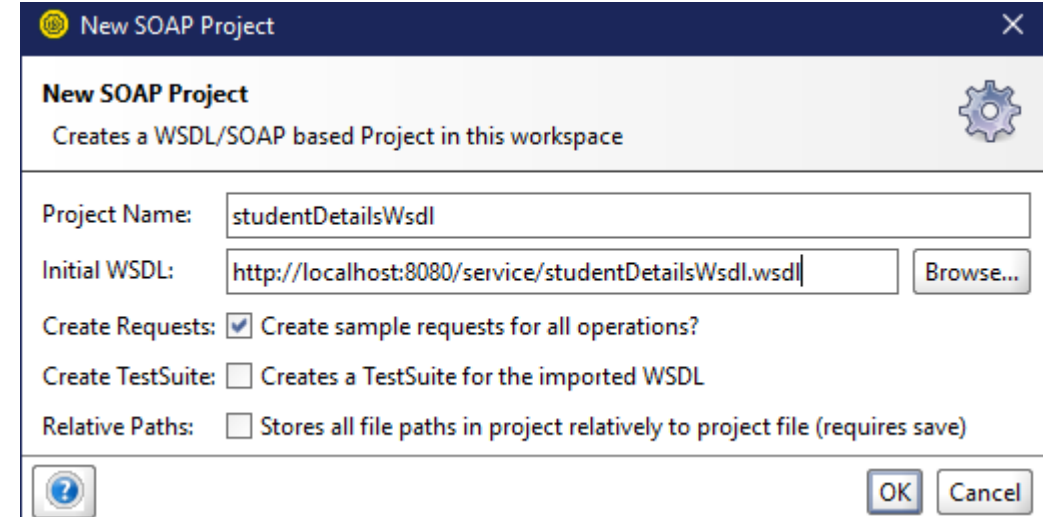 New SOAP Project
New SOAP Project
Creates a WSDL/SOAP based Project in this workspace
Project Name: studentDetailsWsdl
Initial WSDL: http://localhost:8080/service/studentDetailsWsdl.wsdl Browse...
Create Requests: Create sample requests for all operations?
Create TestSuite: Creates a TestSuite for the imported WSDL
Relative Paths: Stores all file paths in project relatively to project file (requires save)
? OK Cancel